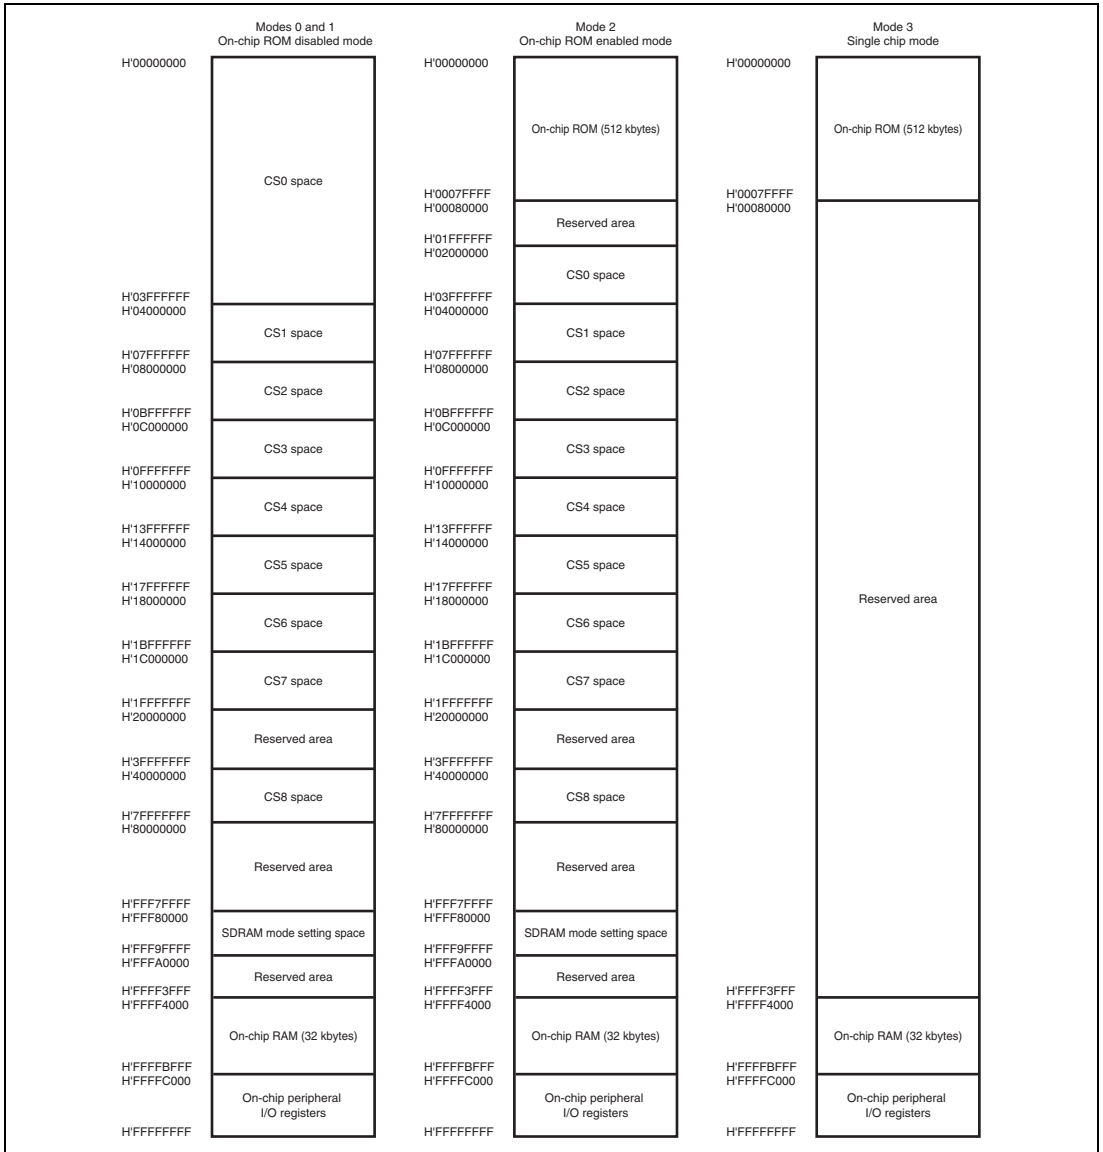 Modes 0 and 1
On-chip ROM disabled mode
H'00000000
CS0 space
H'03FFFFFF
H'04000000
CS1 space
H'07FFFFFF
H'08000000
CS2 space
H'0BFFFFFF
H'0C000000
CS3 space
H'0FFFFFFF
H'10000000
CS4 space
H'13FFFFFF
H'14000000
CS5 space
H'17FFFFFF
H'18000000
CS6 space
H'1BFFFFFF
H'1C000000
CS7 space
H'1FFFFFFF
H'20000000
Reserved area
H'3FFFFFFF
H'40000000
CS8 space
H'7FFFFFFF
H'80000000
Reserved area
H'FFF7FFFF
H'FFF80000
SDRAM mode setting space
H'FFF9FFFF
H'FFFA0000
Reserved area
H'FFFF3FFF
H'FFFF4000
On-chip RAM (32 kbytes)
H'FFFFBFFF
H'FFFFC000
On-chip peripheral
I/O registers
H'FFFFFFFF
Mode 2
On-chip ROM enabled mode
H'00000000
On-chip ROM (512 kbytes)
H'0007FFFF
H'00080000
Reserved area
H'01FFFFFF
H'02000000
CS0 space
H'03FFFFFF
H'04000000
CS1 space
H'07FFFFFF
H'08000000
CS2 space
H'0BFFFFFF
H'0C000000
CS3 space
H'0FFFFFFF
H'10000000
CS4 space
H'13FFFFFF
H'14000000
CS5 space
H'17FFFFFF
H'18000000
CS6 space
H'1BFFFFFF
H'1C000000
CS7 space
H'1FFFFFFF
H'20000000
Reserved area
H'3FFFFFFF
H'40000000
CS8 space
H'7FFFFFFF
H'80000000
Reserved area
H'FFF7FFFF
H'FFF80000
SDRAM mode setting space
H'FFF9FFFF
H'FFFA0000
Reserved area
H'FFFF3FFF
H'FFFF4000
On-chip RAM (32 kbytes)
H'FFFFBFFF
H'FFFFC000
On-chip peripheral
I/O registers
H'FFFFFFFF
Mode 3
Single chip mode
H'00000000
On-chip ROM (512 kbytes)
H'0007FFFF
H'00080000
Reserved area
H'FFFF3FFF
H'FFFF4000
On-chip RAM (32 kbytes)
H'FFFFBFFF
H'FFFFC000
On-chip peripheral
I/O registers
H'FFFFFFFF